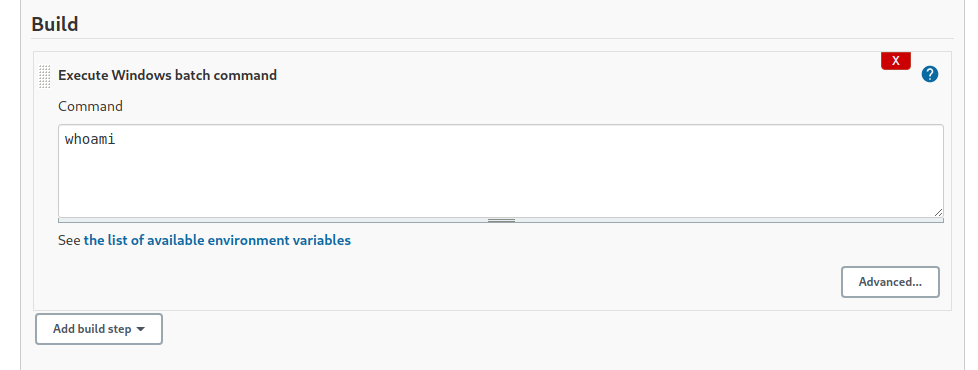 Build
X
Execute Windows batch command
?
Command
whoami
See the list of available environment variables
Advanced...
Add build step